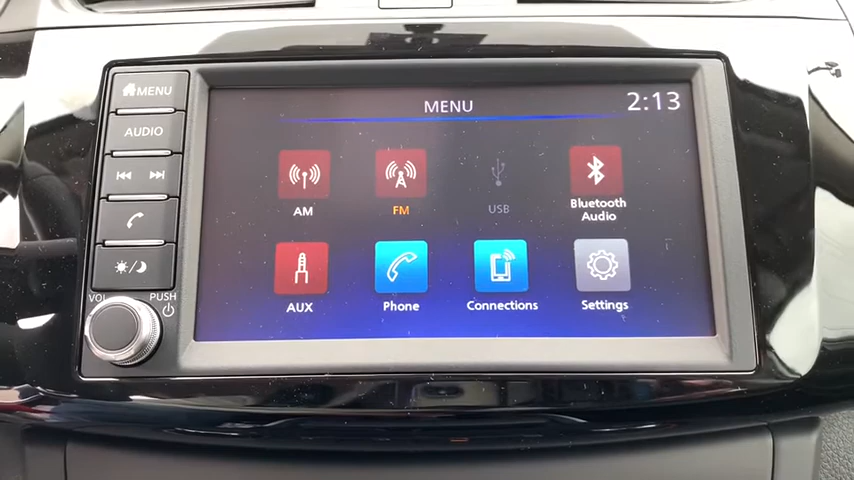 MENU
AUDIO
VOL
PUSH
MENU
2:13
AM
FM
USB
Bluetooth
Audio
AUX
Phone
Connections
Settings